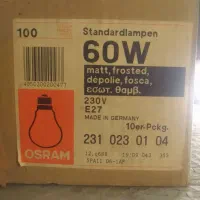 100
Standardlampen
60W
matt, frosted,
dépolie, fosca,
εσωτ. θαμβ.
230V
E27
MADE IN GERMANY
10er-Pckg.
231 023 01 04
OSRAM